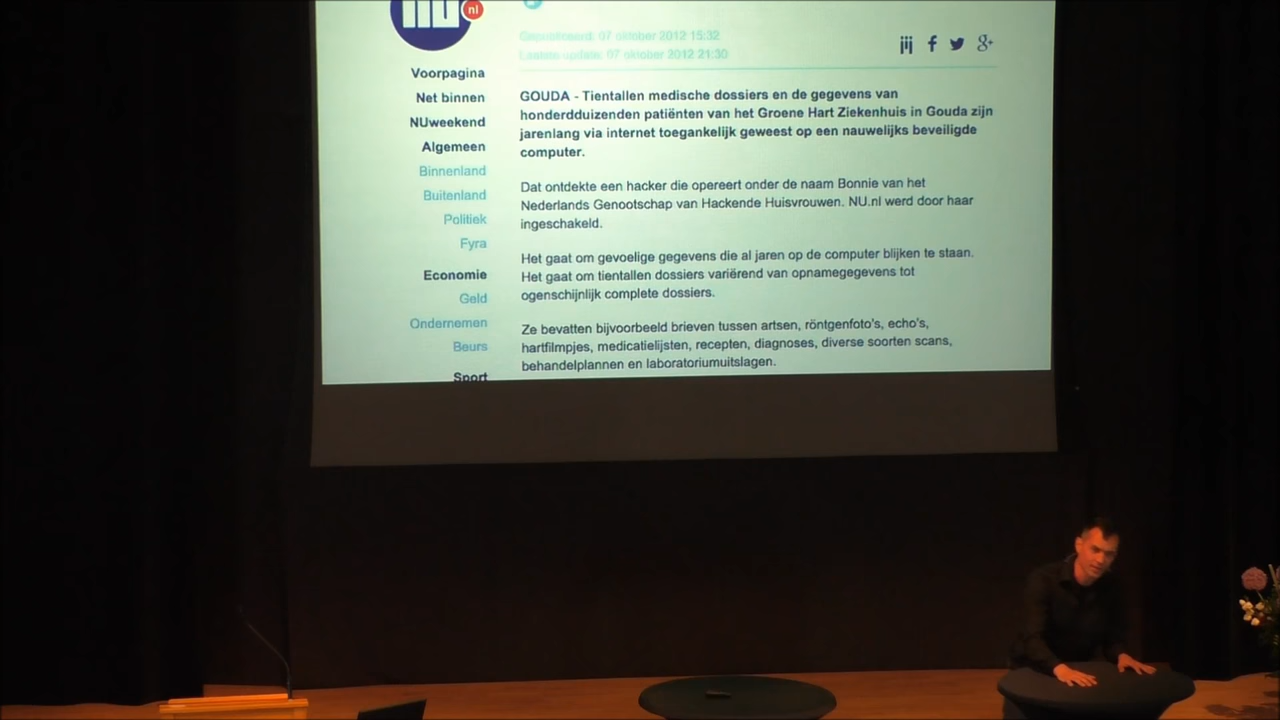 nu
nl
Gepubliceerd: 07 oktober 2012 15:32
Laatste update: 07 oktober 2012 21:30
Voorpagina
Net binnen
NUweekend
Algemeen
Binnenland
Buitenland
Politiek
Fyra
Economie
Geld
Ondernemen
Beurs
Sport
GOUDA - Tientallen medische dossiers en de gegevens van
honderdduizenden patiënten van het Groene Hart Ziekenhuis in Gouda zijn
jarenlang via internet toegankelijk geweest op een nauwelijks beveiligde
computer.
Dat ontdekte een hacker die opereert onder de naam Bonnie van het
Nederlands Genootschap van Hackende Huisvrouwen. NU.nl werd door haar
ingeschakeld.
Het gaat om gevoelige gegevens die al jaren op de computer blijken te staan.
Het gaat om tientallen dossiers variërend van opnamegegevens tot
ogenschijnlijk complete dossiers.
Ze bevatten bijvoorbeeld brieven tussen artsen, röntgenfoto's, echo's,
hartfilmpjes, medicatielijsten, recepten, diagnoses, diverse soorten scans,
behandelplannen en laboratoriumuitslagen.